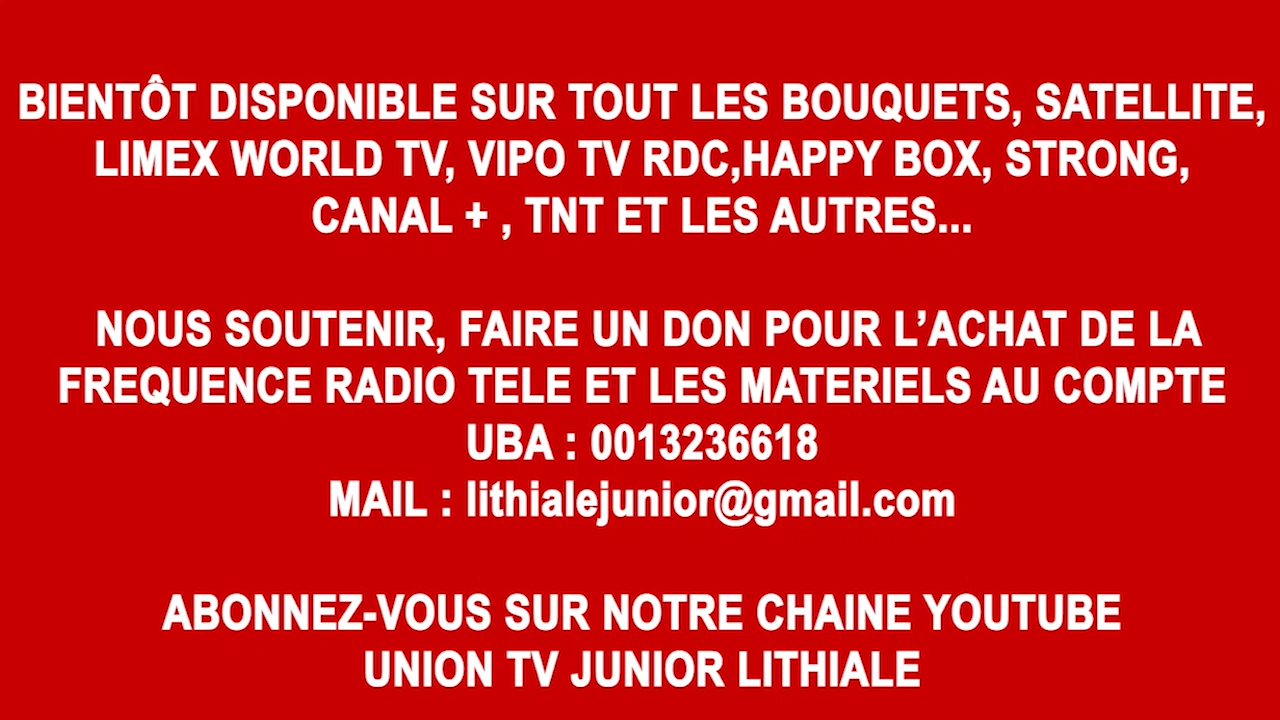 BIENTÔT DISPONIBLE SUR TOUT LES BOUQUETS, SATELLITE,
LIMEX WORLD TV, VIPO TV RDC,HAPPY BOX, STRONG,
CANAL + , TNT ET LES AUTRES...
NOUS SOUTENIR, FAIRE UN DON POUR L’ACHAT DE LA
FREQUENCE RADIO TELE ET LES MATERIELS AU COMPTE
UBA : 0013236618
MAIL : lithialejunior@gmail.com
ABONNEZ-VOUS SUR NOTRE CHAINE YOUTUBE
UNION TV JUNIOR LITHIALE